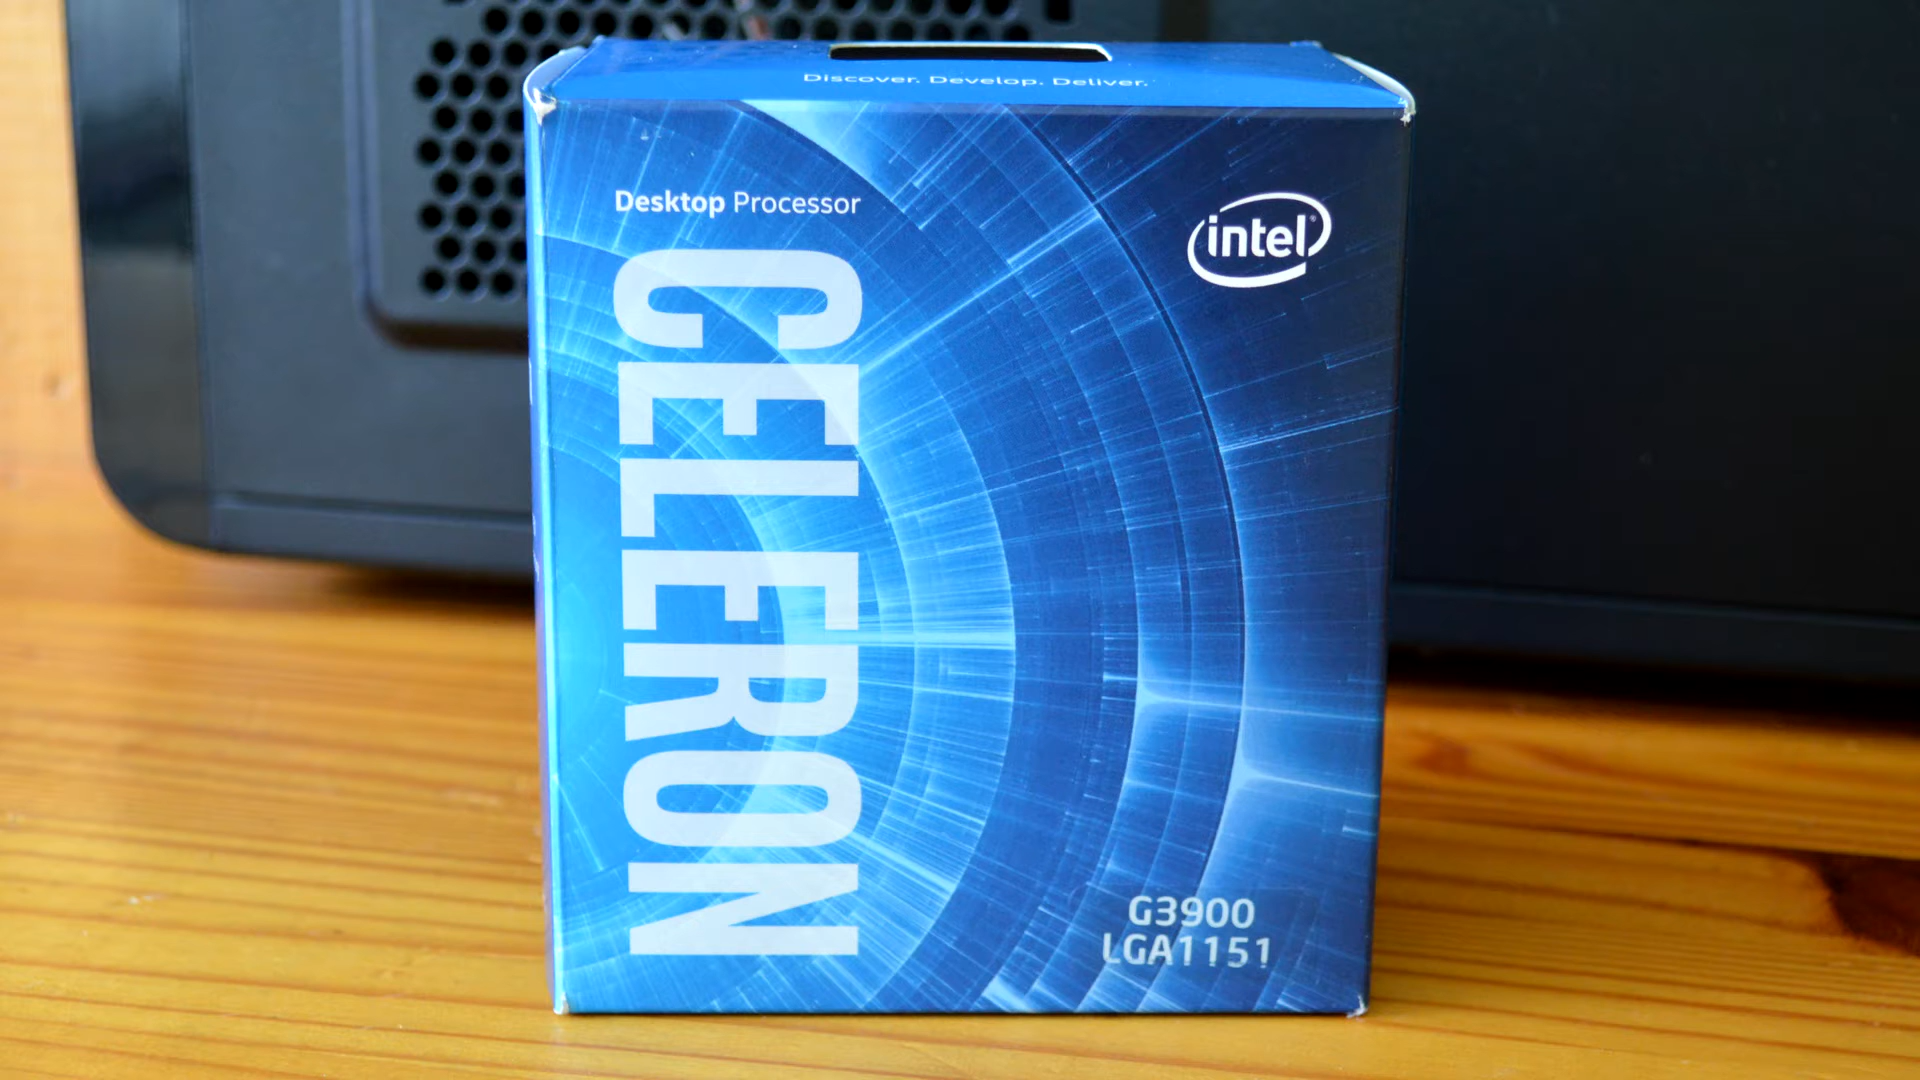 Discover. Develop. Deliver.
Desktop Processor
intel®
CELERON
G3900
LGA1151